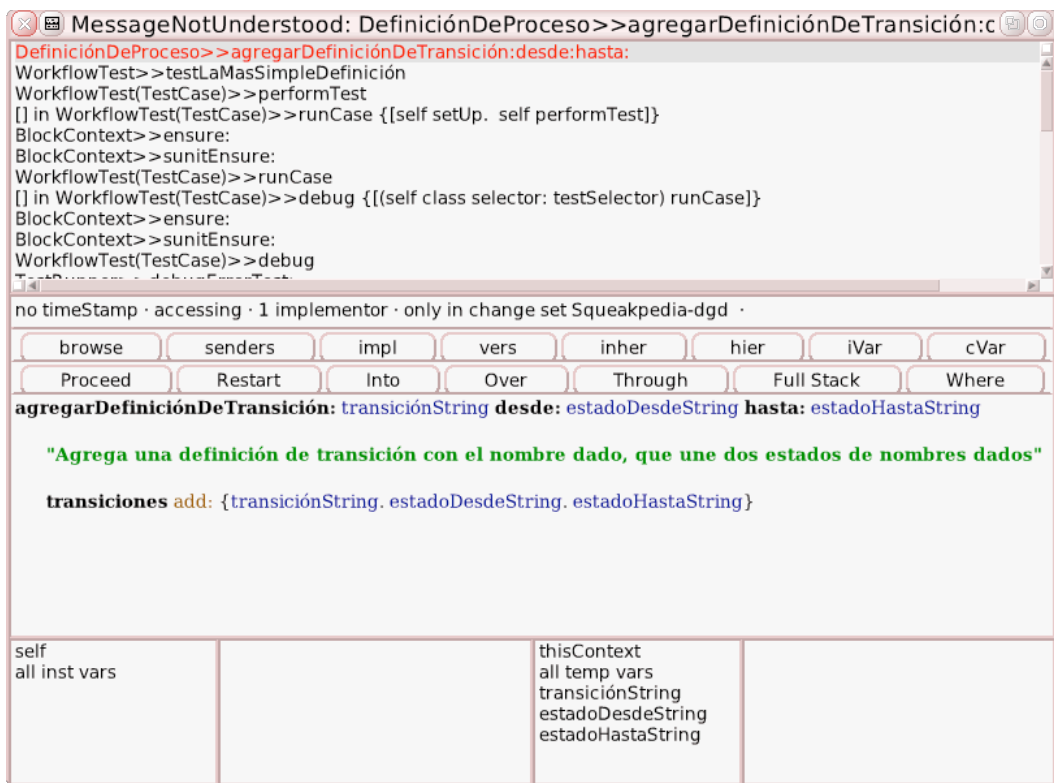 MessageNotUnderstood: DefiniciónDeProceso>>agregarDefiniciónDeTransición:c
DefiniciónDeProceso>>agregarDefiniciónDeTransición:desde:hasta:
WorkflowTest>>testLaMasSimpleDefinición
WorkflowTest(TestCase)>>performTest
[] in WorkflowTest(TestCase)>>runCase {[self setUp.  self performTest]}
BlockContext>>ensure:
BlockContext>>sunitEnsure:
WorkflowTest(TestCase)>>runCase
[] in WorkflowTest(TestCase)>>debug {[(self class selector: testSelector) runCase]}
BlockContext>>ensure:
BlockContext>>sunitEnsure:
WorkflowTest(TestCase)>>debug
no timeStamp · accessing · 1 implementor · only in change set Squeakpedia-dgd ·
browse senders impl vers inher hier iVar cVar
Proceed Restart Into Over Through Full Stack Where
agregarDefiniciónDeTransición: transiciónString desde: estadoDesdeString hasta: estadoHastaString
"Agrega una definición de transición con el nombre dado, que une dos estados de nombres dados"
transiciones add: {transiciónString. estadoDesdeString. estadoHastaString}
self
all inst vars
thisContext
all temp vars
transiciónString
estadoDesdeString
estadoHastaString